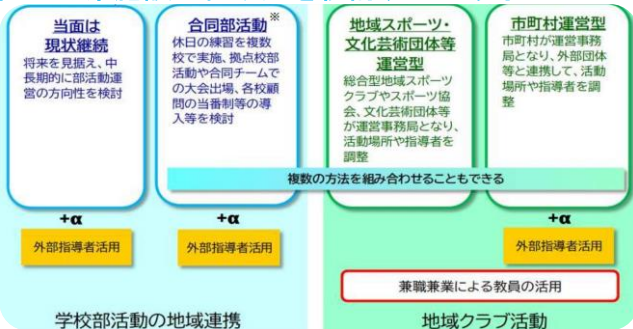 当面は
現状継続
将来を見据え、中
長期的に部活動運
営の方向性を検討
合同部活動※
休日の練習を複数
校で実施、拠点校部
活動や合同チームで
の大会出場、各校顧
問の当番制等の導
入等を検討
地域スポーツ・
文化芸術団体等
運営型
総合型地域スポーツ
クラブやスポーツ協
会、文化芸術団体等
が運営事務局となり、
活動場所や指導者を
調整
市町村運営型
市町村が運営事務
局となり、外部団体
等と連携して、活動
場所や指導者を調
整
複数の方法を組み合わせることもできる
+α
外部指導者活用
+α
外部指導者活用
+α
外部指導者活用
兼職兼業による教員の活用
学校部活動の地域連携
地域クラブ活動